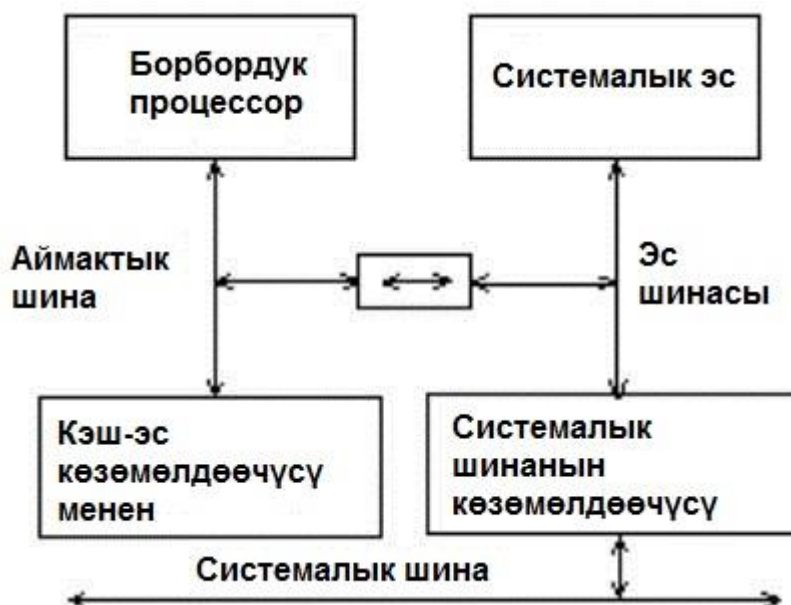 Борбордук
процессор
Системалык эс
Аймактык
шина
Эс
шинасы
Кэш-эс
көзөмөлдөөчүсү
менен
Системалык
шинанын
көзөмөлдөөчүсү
Системалык шина